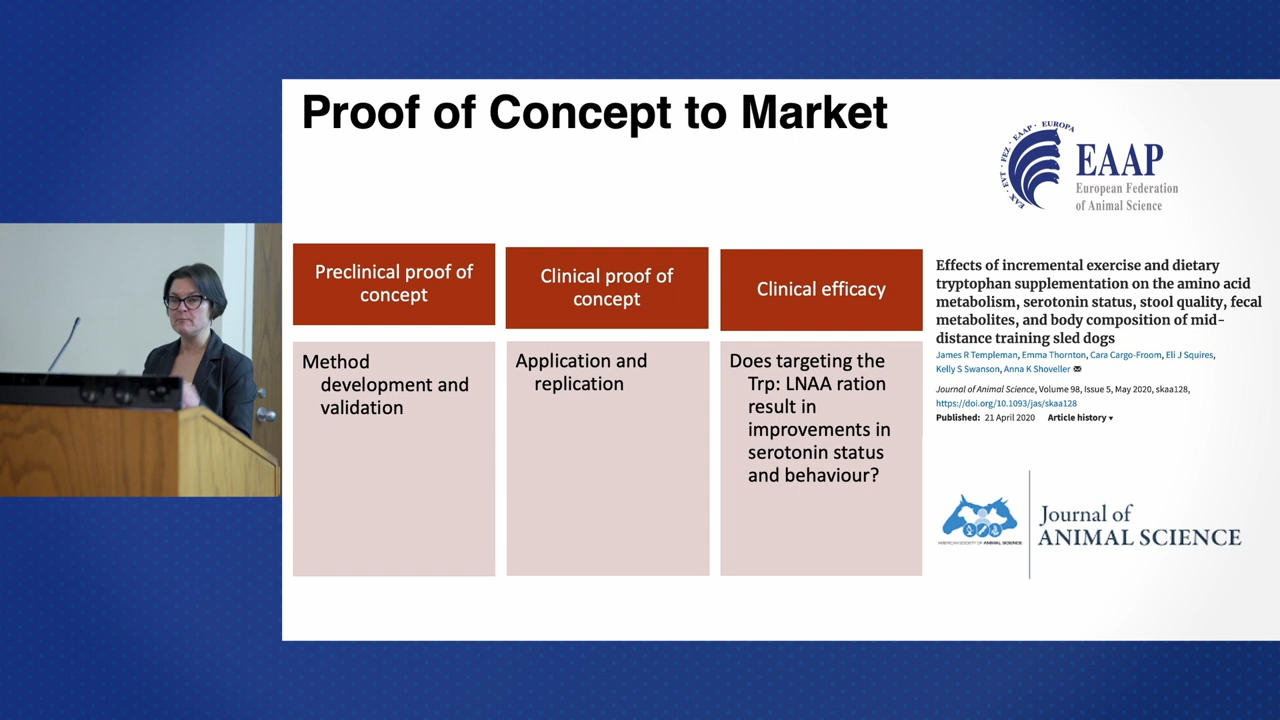 Proof of Concept to Market
EAX · EVT · FEZ · EAAP · EUROPA
EAAP
European Federation
of Animal Science
Preclinical proof of
concept
Method
development and
validation
Clinical proof of
concept
Application and
replication
Clinical efficacy
Does targeting the
Trp: LNAA ration
result in
improvements in
serotonin status
and behaviour?
Effects of incremental exercise and dietary
tryptophan supplementation on the amino acid
metabolism, serotonin status, stool quality, fecal
metabolites, and body composition of mid-
distance training sled dogs
James R Templeman, Emma Thornton, Cara Cargo-Froom, Eli J Squires,
Kelly S Swanson, Anna K Shoveller
Journal of Animal Science, Volume 98, Issue 5, May 2020, skaa128,
https://doi.org/10.1093/jas/skaa128
Published: 21 April 2020 Article history
AMERICAN SOCIETY OF ANIMAL SCIENCE
Journal of
ANIMAL SCIENCE